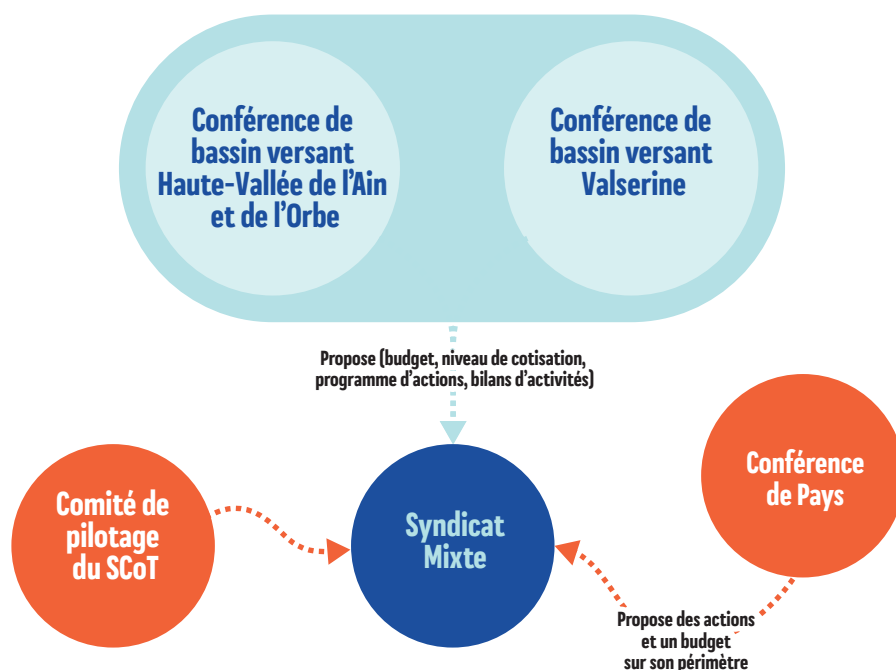 Conférence de
bassin versant
Haute-Vallée de l'Ain
et de l'Orbe
Conférence de
bassin versant
Valserine
Propose (budget, niveau de cotisation,
programme d'actions, bilans d'activités)
Comité de
pilotage
du SCoT
Syndicat
Mixte
Conférence
de Pays
Propose des actions
et un budget
sur son périmètre